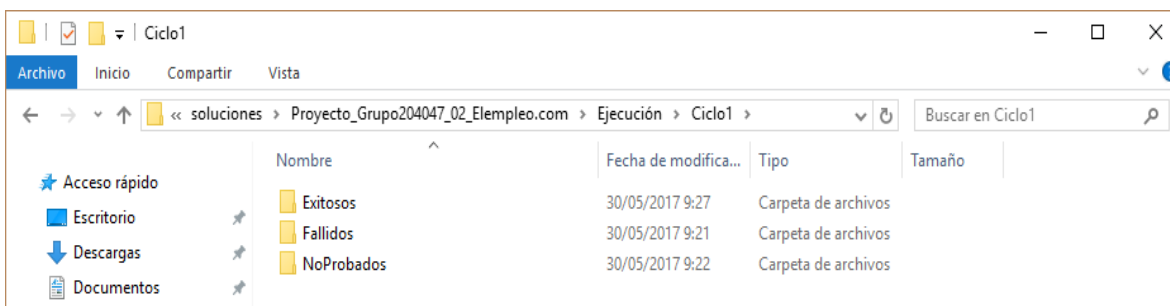 Ciclo1
Archivo Inicio Compartir Vista
« soluciones > Proyecto_Grupo204047_02_Elempleo.com > Ejecución > Ciclo1 > Buscar en Ciclo1
Nombre Fecha de modifica... Tipo Tamaño
Acceso rápido
Exitosos 30/05/2017 9:27 Carpeta de archivos
Escritorio
Fallidos 30/05/2017 9:21 Carpeta de archivos
Descargas
NoProbados 30/05/2017 9:22 Carpeta de archivos
Documentos